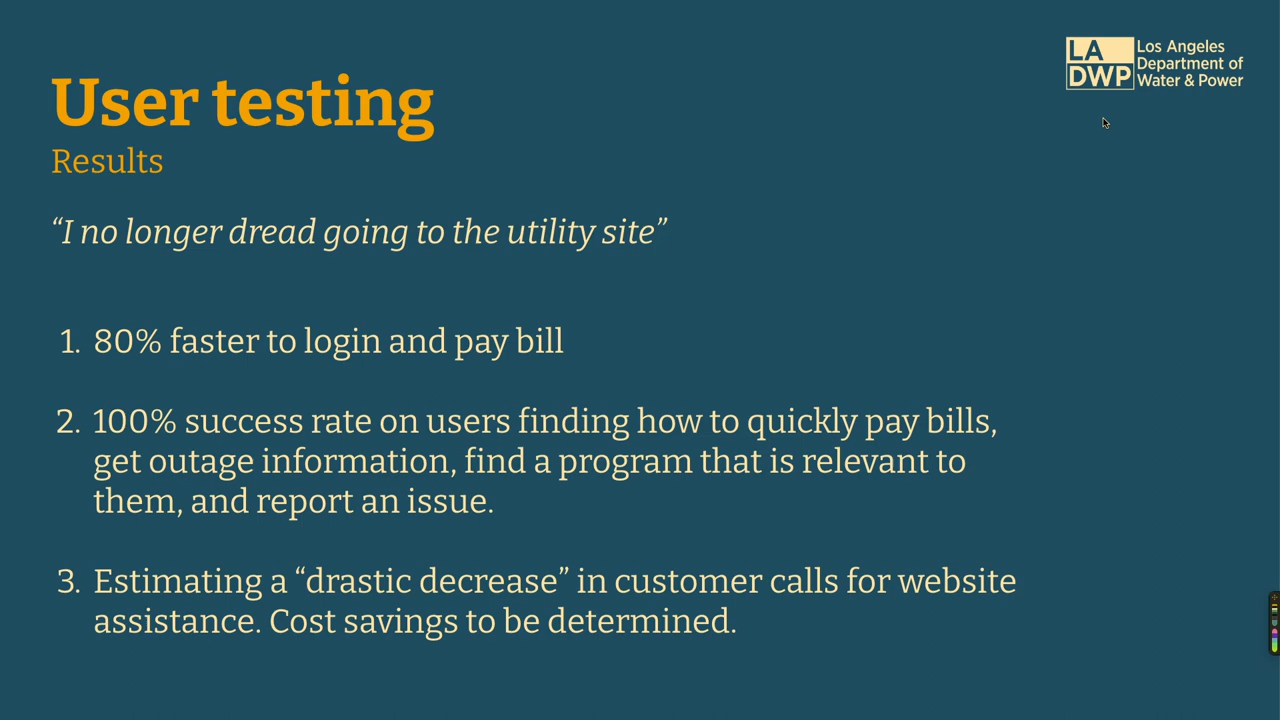 LA
DWP
Los Angeles
Department of
Water & Power
User testing
Results
“I no longer dread going to the utility site”
1. 80% faster to login and pay bill
2. 100% success rate on users finding how to quickly pay bills,
get outage information, find a program that is relevant to
them, and report an issue.
3. Estimating a “drastic decrease” in customer calls for website
assistance. Cost savings to be determined.